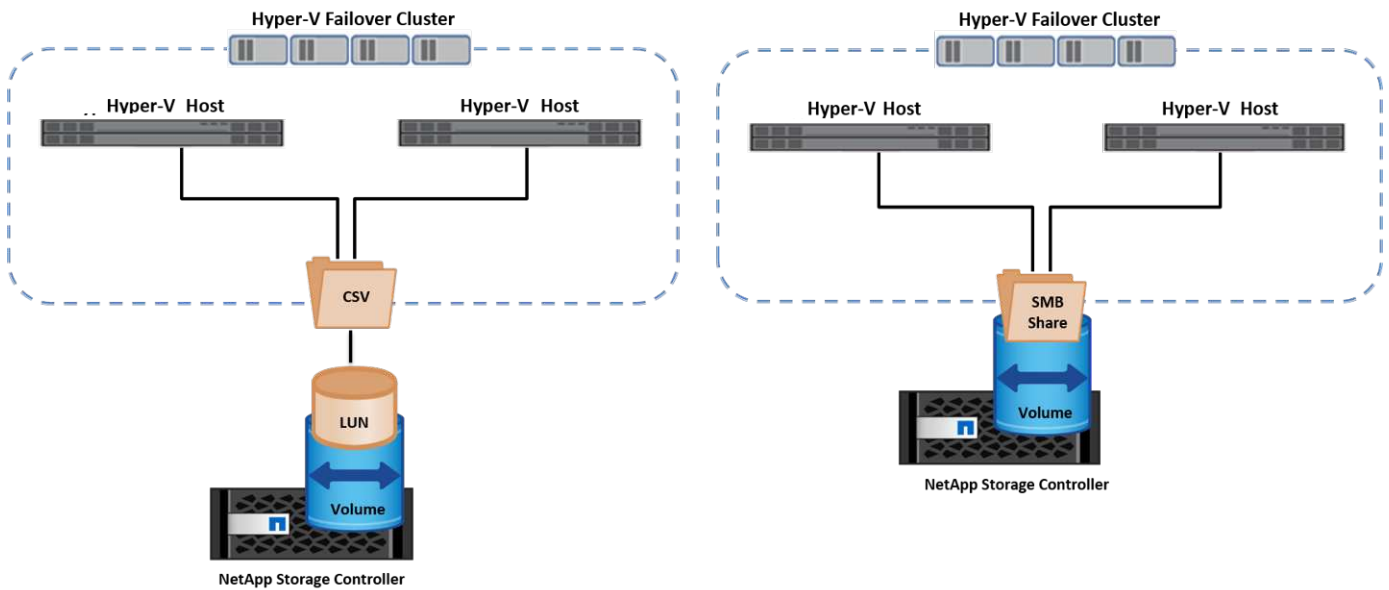 Hyper-V Failover Cluster
Hyper-V Host
Hyper-V Host
CSV
LUN
Volume
NetApp Storage Controller
Hyper-V Failover Cluster
Hyper-V Host
Hyper-V Host
SMB
Share
Volume
NetApp Storage Controller